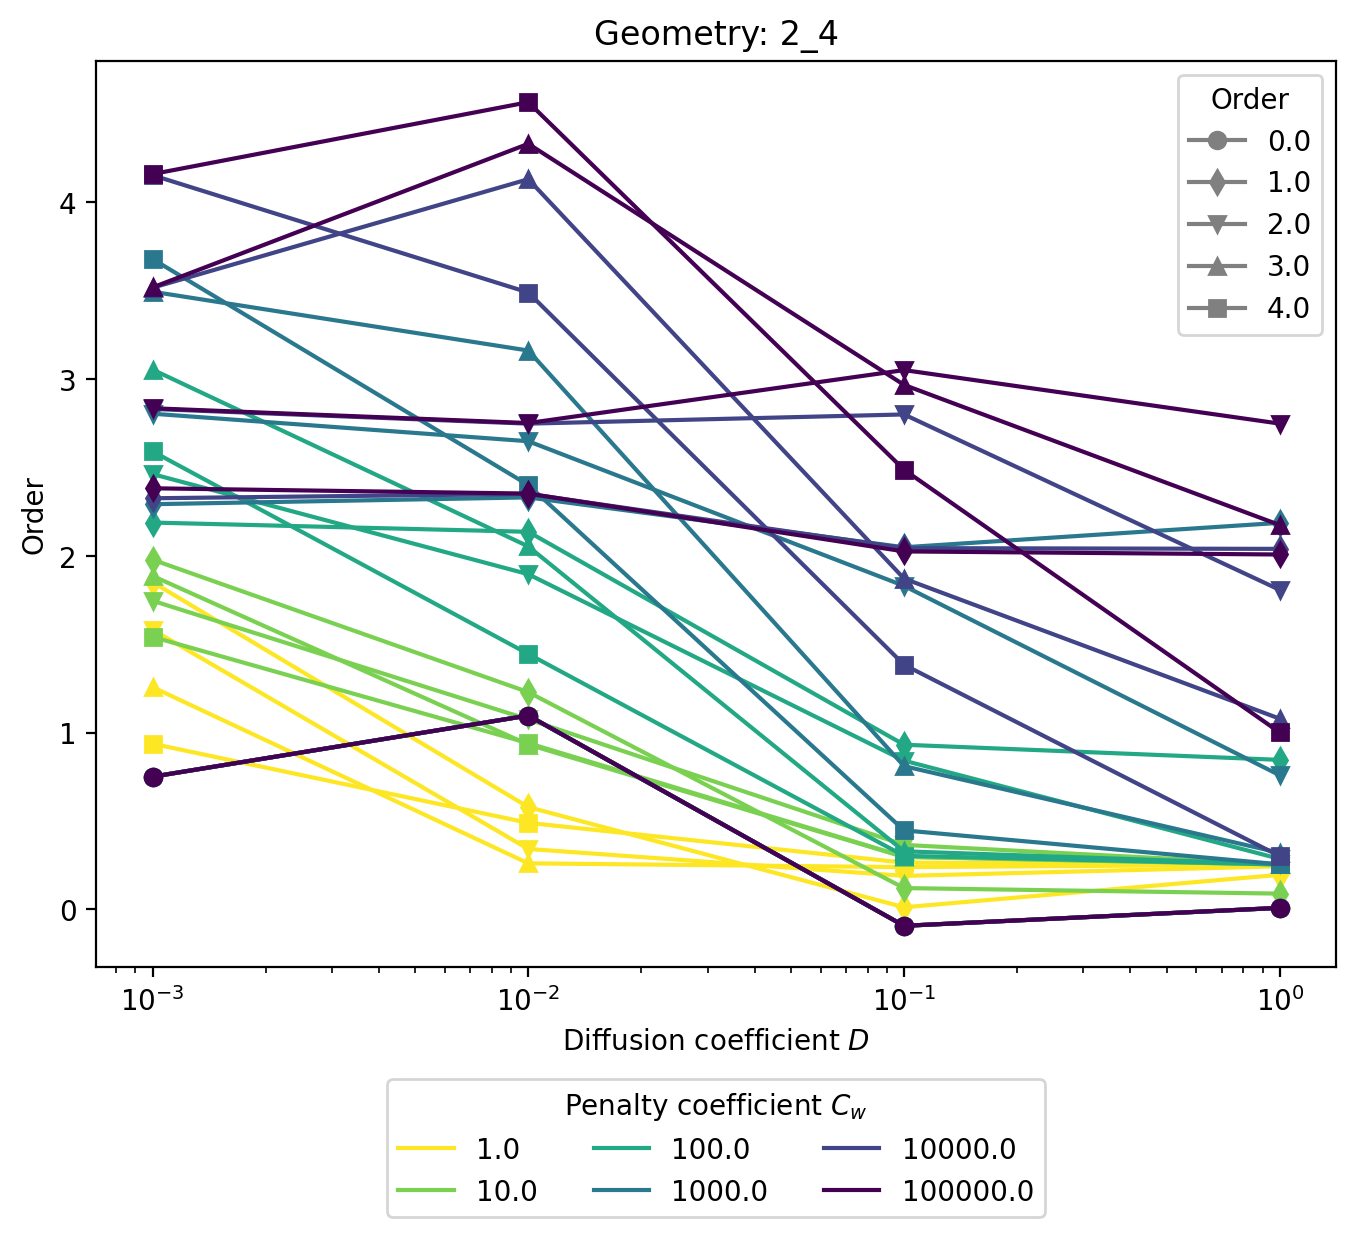 Geometry: 2_4
Order
4
3
2
1
0
Order
0.0
1.0
2.0
3.0
4.0
10⁻³ 10⁻² 10⁻¹ 10⁰
Diffusion coefficient D
Penalty coefficient C_w
1.0 100.0 10000.0
10.0 1000.0 100000.0